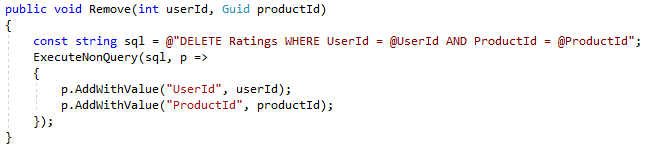 public void Remove(int userId, Guid productId)
{
    const string sql = @"DELETE Ratings WHERE UserId = @UserId AND ProductId = @ProductId";
    ExecuteNonQuery(sql, p =>
    {
        p.AddWithValue("UserId", userId);
        p.AddWithValue("ProductId", productId);
    });
}